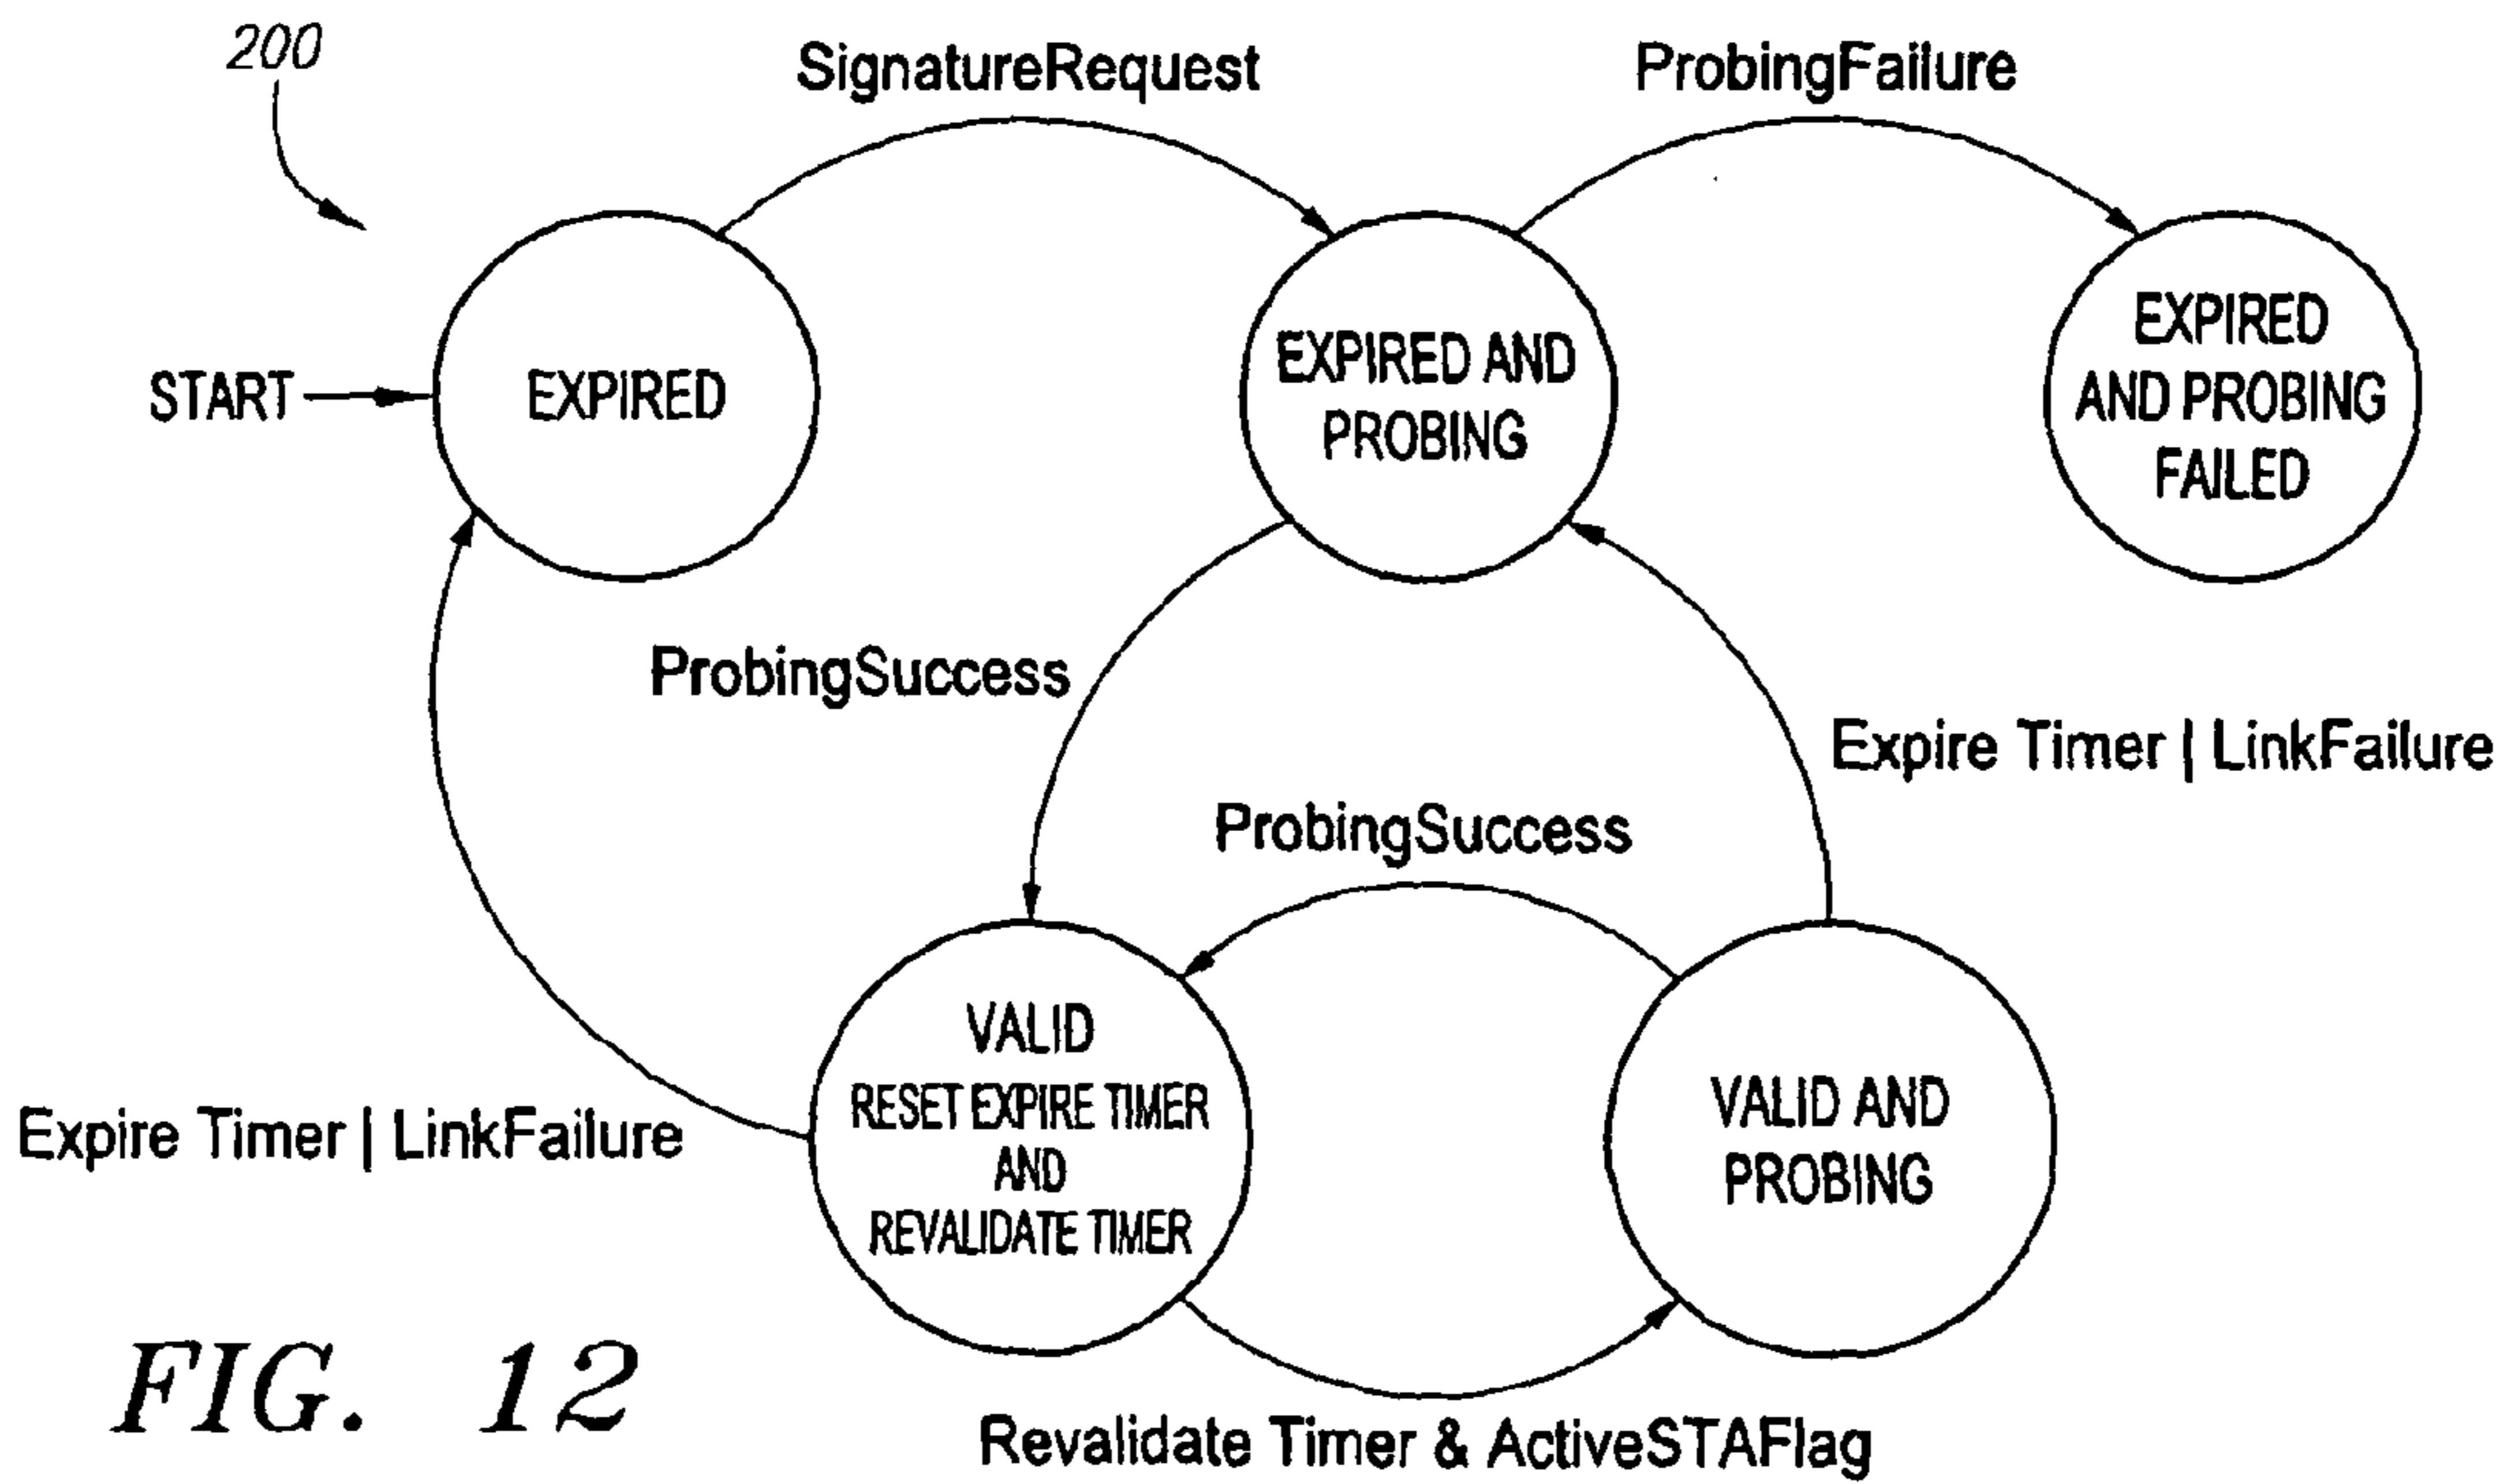 200
SignatureRequest
ProbingFailure
START
EXPIRED
EXPIRED AND
PROBING
EXPIRED
AND PROBING
FAILED
ProbingSuccess
Expire Timer | LinkFailure
ProbingSuccess
VALID
RESET EXPIRE TIMER
AND
REVALIDATE TIMER
VALID AND
PROBING
Expire Timer | LinkFailure
Revalidate Timer & ActiveSTAFlag
FIG. 12